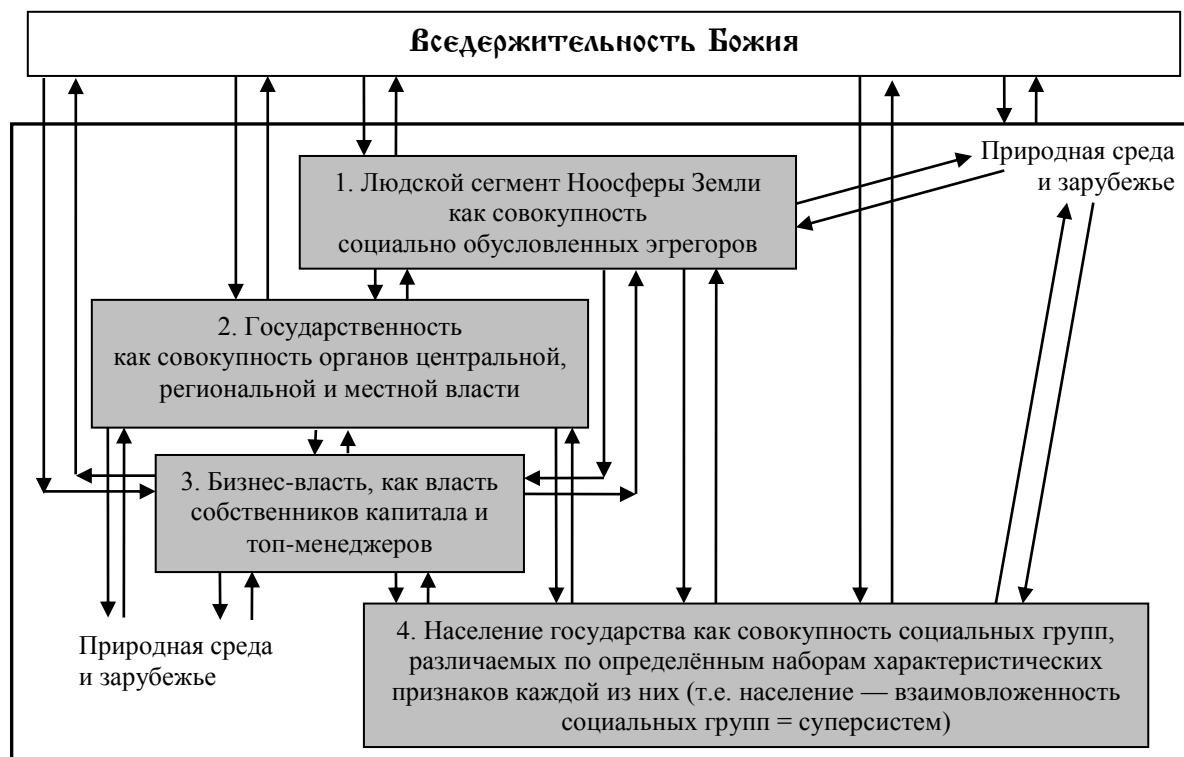 Вседержительность Божия
Природная среда
и зарубежье
1. Людской сегмент Ноосферы Земли
как совокупность
социально обусловленных эгрегоров
2. Государственность
как совокупность органов центральной,
региональной и местной власти
3. Бизнес-власть, как власть
собственников капитала и
топ-менеджеров
Природная среда
и зарубежье
4. Население государства как совокупность социальных групп,
различаемых по определённым наборам характеристических
признаков каждой из них (т.е. население — взаимовложенность
социальных групп = суперсистем)